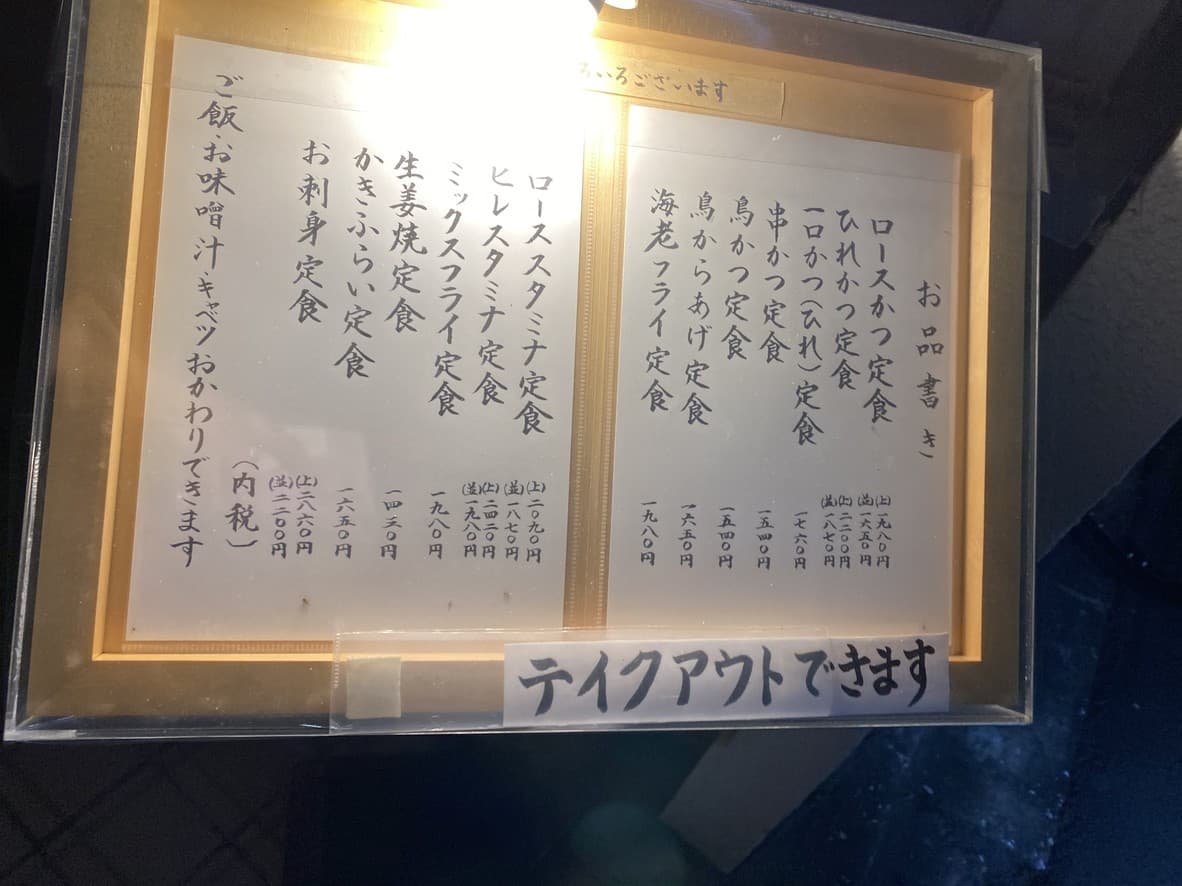 ろいろございます
お品書き
ロースかつ定食 (上)一九八〇円
(並)一六五〇円
ひれかつ定食 (上)二二〇〇円
(並)一八七〇円
一口かつ(ひれ)定食 一七六〇円
串かつ定食 一五四〇円
鳥かつ定食 一五四〇円
鳥からあげ定食 一六五〇円
海老フライ定食 一九八〇円
ローススタミナ定食 (上)二〇九〇円
(並)一八七〇円
ヒレスタミナ定食 (上)二四二〇円
(並)一九八〇円
ミックスフライ定食 一九八〇円
生姜焼定食 一四三〇円
かきふらい定食 一六五〇円
お刺身定食 (上)二八六〇円
(並)二二〇〇円
(内税)
ご飯・お味噌汁・キャベツおかわりできます
テイクアウトできます